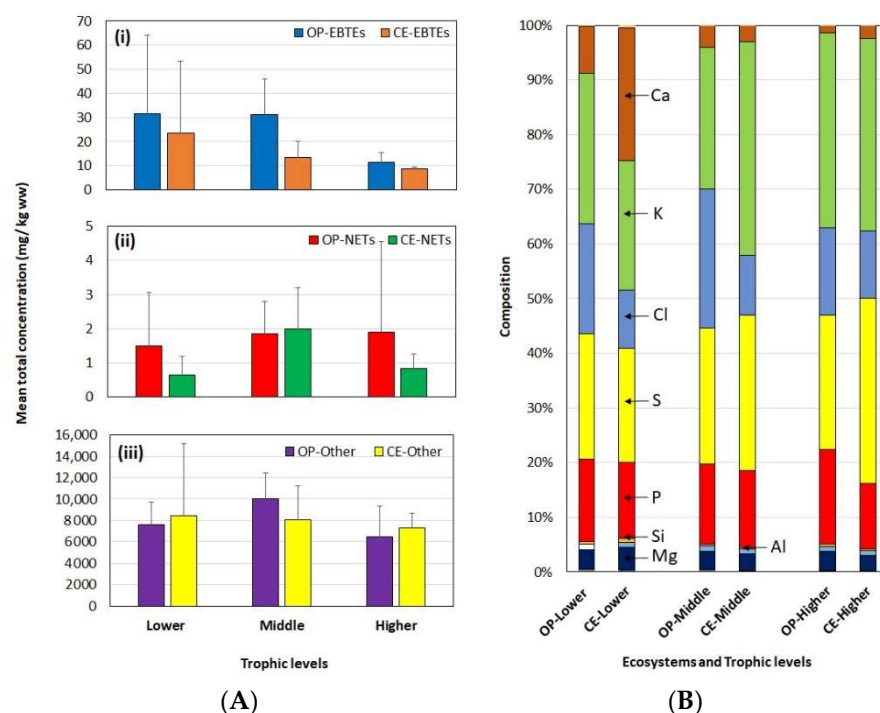 (i)
OP-EBTEs CE-EBTEs
70
60
50
40
30
20
10
0
(ii)
OP-NETs CE-NETs
5
4
3
2
1
0
(iii)
OP-Other CE-Other
16,000
14,000
12,000
10,000
8000
6000
4000
2000
0
Lower Middle Higher
Trophic levels
Mean total concentration (mg/ kg ww)
(A)
100%
90%
80%
70%
60%
50%
40%
30%
20%
10%
0%
Composition
Ca
K
Cl
S
P
Si
Al
Mg
OP-Lower
CE-Lower
OP-Middle
CE-Middle
OP-Higher
CE-Higher
Ecosystems and Trophic levels
(B)